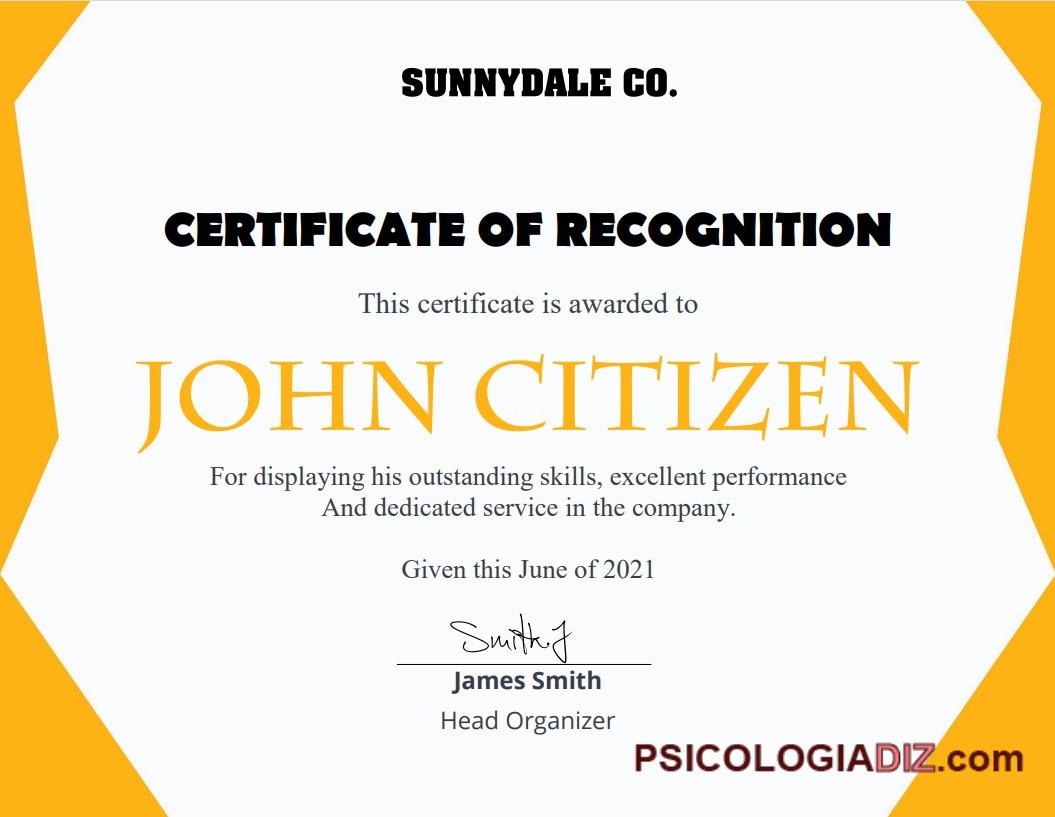 SUNNYDALE CO.
CERTIFICATE OF RECOGNITION
This certificate is awarded to
JOHN CITIZEN
For displaying his outstanding skills, excellent performance
And dedicated service in the company.
Given this June of 2021
Smith.J
James Smith
Head Organizer
PSICOLOGIADIZ.com